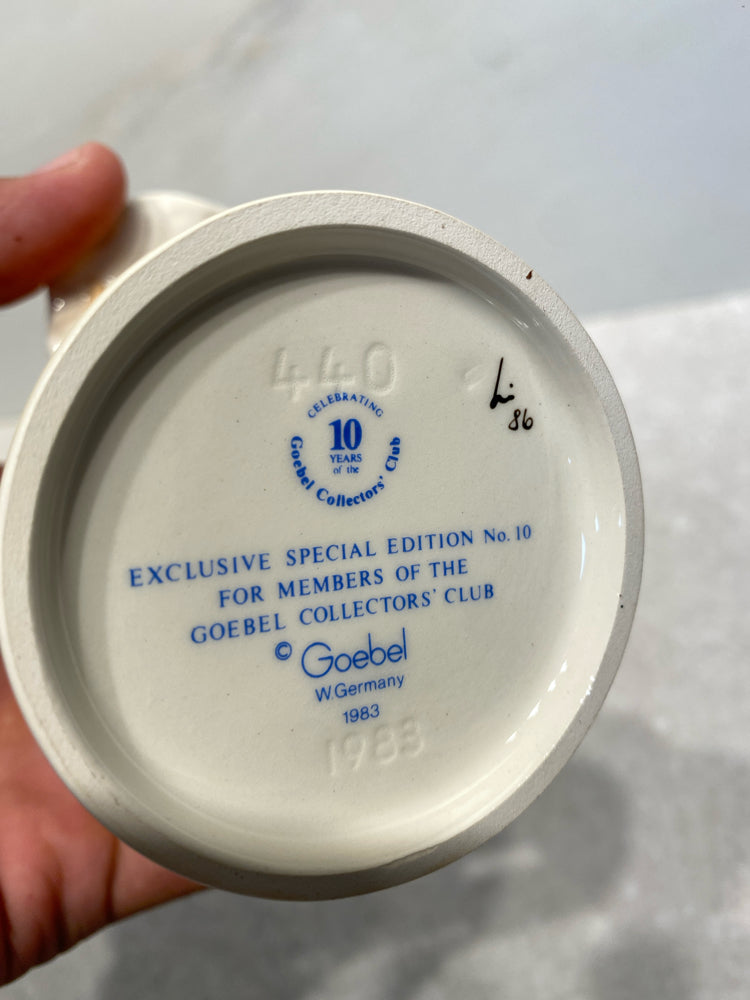 440
CELEBRATING
10
YEARS
of the
Goebel Collectors' Club
86
EXCLUSIVE SPECIAL EDITION No. 10
FOR MEMBERS OF THE
GOEBEL COLLECTORS' CLUB
© Goebel
W.Germany
1983
1983